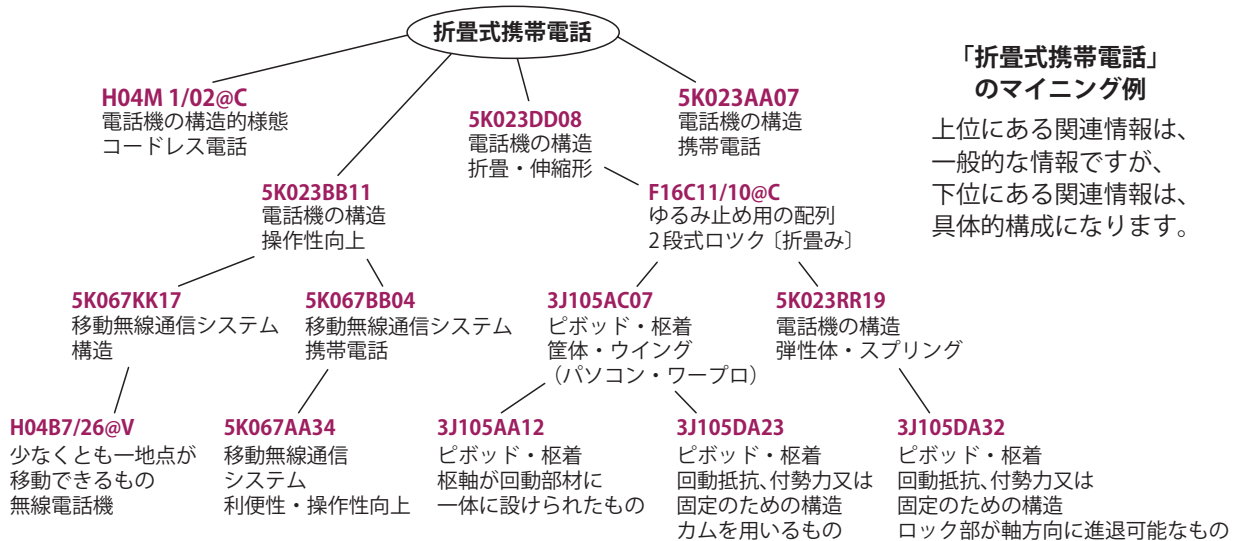 折畳式携帯電話
「折畳式携帯電話」
のマイニング例
上位にある関連情報は、
一般的な情報ですが、
下位にある関連情報は、
具体的構成になります。
H04M 1/02@C
電話機の構造的様態
コードレス電話
5K023DD08
電話機の構造
折畳・伸縮形
5K023AA07
電話機の構造
携帯電話
5K023BB11
電話機の構造
操作性向上
F16C11/10@C
ゆるみ止め用の配列
2段式ロツク〔折畳み〕
5K067KK17
移動無線通信システム
構造
5K067BB04
移動無線通信システム
携帯電話
3J105AC07
ピボッド・枢着
筐体・ウイング
（パソコン・ワープロ）
5K023RR19
電話機の構造
弾性体・スプリング
H04B7/26@V
少なくとも一地点が
移動できるもの
無線電話機
5K067AA34
移動無線通信
システム
利便性・操作性向上
3J105AA12
ピボッド・枢着
枢軸が回動部材に
一体に設けられたもの
3J105DA23
ピボッド・枢着
回動抵抗、付勢力又は
固定のための構造
カムを用いるもの
3J105DA32
ピボッド・枢着
回動抵抗、付勢力又は
固定のための構造
ロック部が軸方向に進退可能なもの